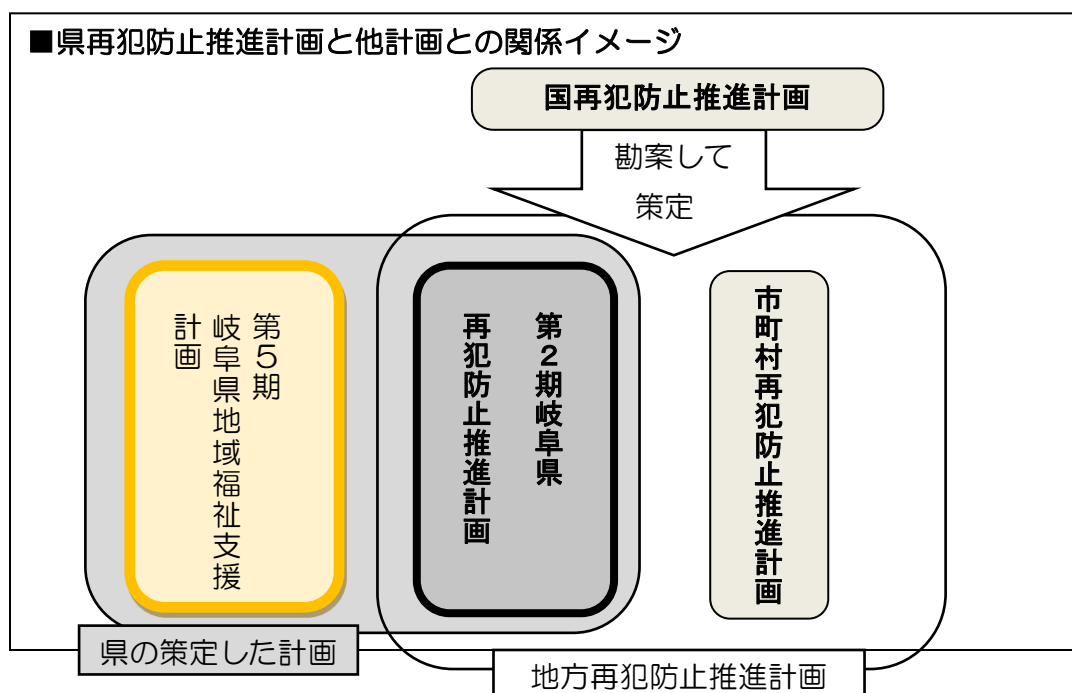 ■県再犯防止推進計画と他計画との関係イメージ
国再犯防止推進計画
勘案して
策定
第５期
岐阜県地域福祉支援
計画
第２期岐阜県
再犯防止推進計画
市町村再犯防止推進計画
県の策定した計画
地方再犯防止推進計画